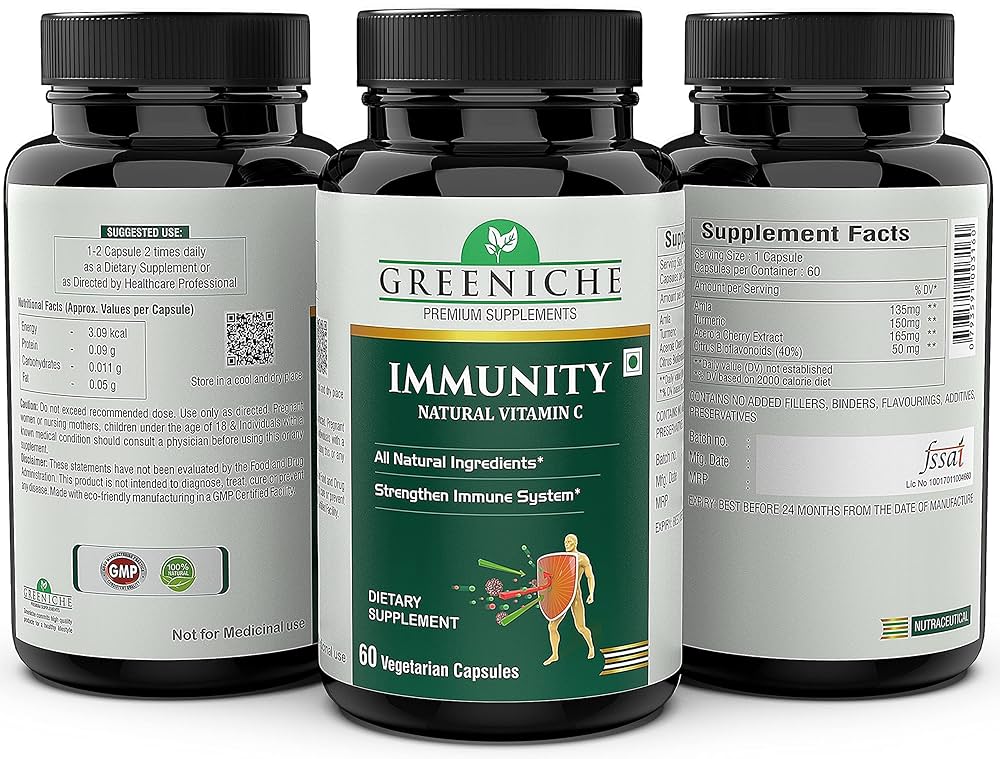 SUGGESTED USE:
1-2 Capsule 2 times daily
as a Dietary Supplement or
as Directed by Healthcare Professional
Nutritional Facts (Approx. Values per Capsule)
Energy - 3.09 kcal
Protein - 0.09 g
Carbohydrates - 0.011 g
Fat - 0.05 g
Store in a cool and dry place
Caution: Do not exceed recommended dose. Use only as directed. Pregnant
women or nursing mothers, children under the age of 18 & Individuals with a
known medical condition should consult a physician before using this or any
supplement.
Disclaimer: These statements have not been evaluated by the Food and Drug
Administration. This product is not intended to diagnose, treat, cure or prevent
any disease. Made with eco-friendly manufacturing in a GMP Certified Facility.
GMP
100%
NATURAL
GREENICHE
PREMIUM SUPPLEMENTS
Greeniche commits high quality
products for a healthy lifestyle
Not for Medicinal use
GREENICHE
PREMIUM SUPPLEMENTS
IMMUNITY
NATURAL VITAMIN C
All Natural Ingredients*
Strengthen Immune System*
DIETARY
SUPPLEMENT
60 Vegetarian Capsules
Supplement Facts
Serving Size : 1 Capsule
Capsules per Container : 60
Amount per Serving % DV*
Amla 135mg **
Turmeric 150mg **
Acerola Cherry Extract 165mg **
Citrus Bioflavonoids (40%) 50 mg **
**Daily value (DV) not established
*% DV based on 2000 calorie diet
CONTAINS NO ADDED FILLERS, BINDERS, FLAVOURINGS, ADDITIVES,
PRESERVATIVES
Batch no. :
Mfg. Date :
MRP :
fssai
Lic No 10017011004660
EXPIRY: BEST BEFORE 24 MONTHS FROM THE DATE OF MANUFACTURE
NUTRACEUTICAL